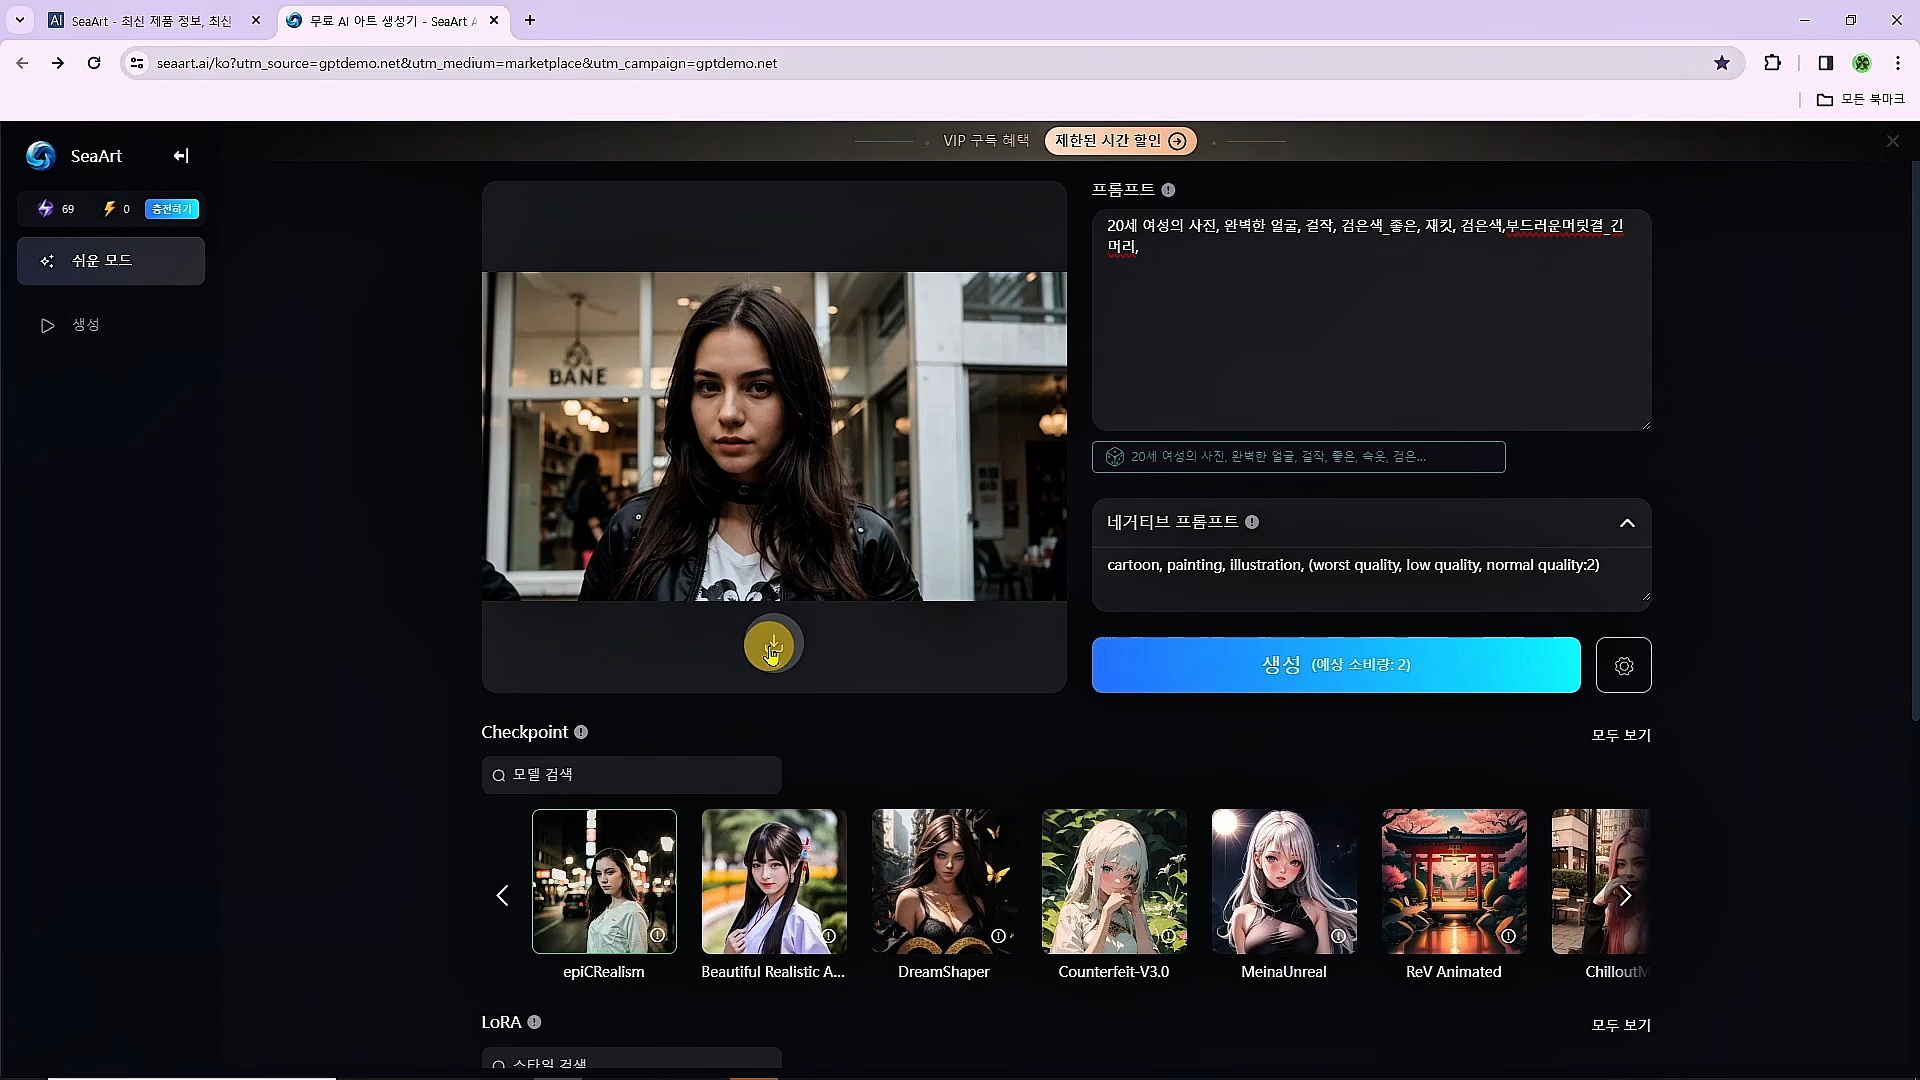 SeaArt - 최신 제품 정보, 최신
무료 AI 아트 생성기 - SeaArt A
seaart.ai/ko?utm_source=gptdemo.net&utm_medium=marketplace&utm_campaign=gptdemo.net
모든 북마크
SeaArt
VIP 구독 혜택
제한된 시간 할인
69
0
충전하기
쉬운 모드
생성
BANE
프롬프트
20세 여성의 사진, 완벽한 얼굴, 걸작, 검은색_좋은, 재킷, 검은색,부드러운머릿결_긴
머리,
20세 여성의 사진, 완벽한 얼굴, 걸작, 좋은, 속옷, 검은...
네거티브 프롬프트
cartoon, painting, illustration, (worst quality, low quality, normal quality:2)
생성 (예상 소비량: 2)
Checkpoint
모두 보기
모델 검색
epiCRealism
Beautiful Realistic A...
DreamShaper
Counterfeit-V3.0
MeinaUnreal
ReV Animated
ChilloutM
LoRA
모두 보기
스타일 검색